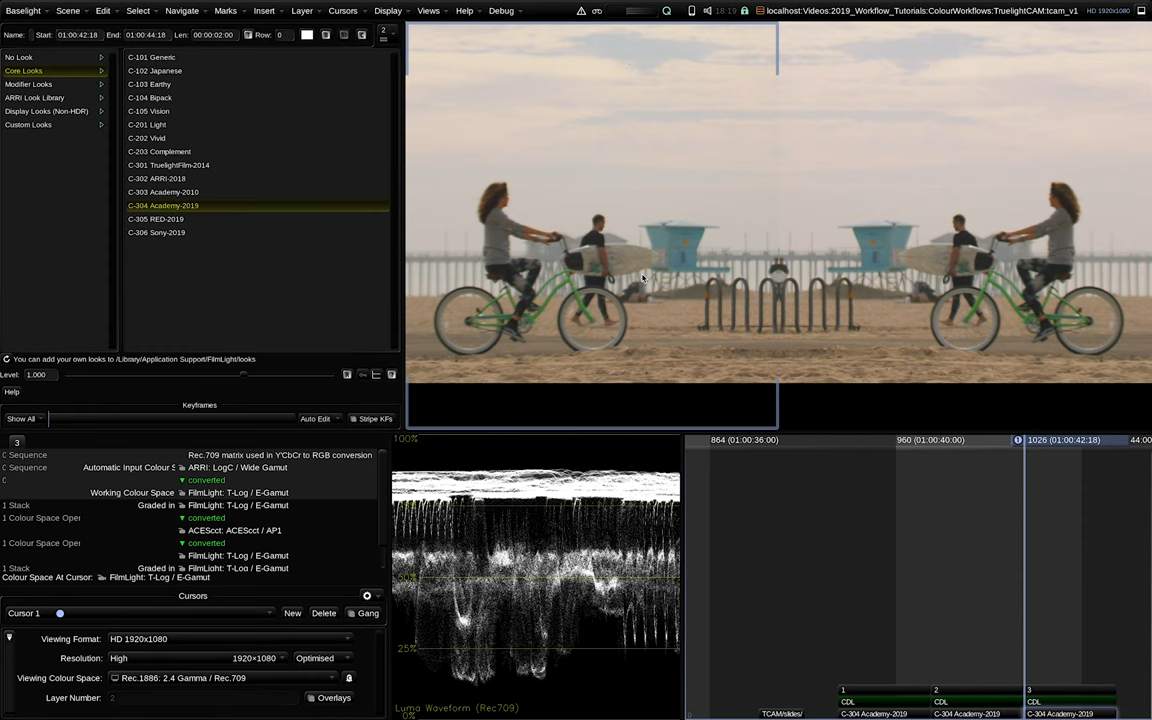 Baselight Scene Edit Select Navigate Marks Insert Layer Cursors Display Views Help Debug 18:19 localhost:Videos:2019_Workflow_Tutorials:ColourWorkflows:TruelightCAM:tcam_v1 HD 1920x1080
Name: Start: 01:00:42:18 End: 01:00:44:18 Len: 00:00:02:00 Row: 0 2
No Look
Core Looks
Modifier Looks
ARRI Look Library
Display Looks (Non-HDR)
Custom Looks
C-101 Generic
C-102 Japanese
C-103 Earthy
C-104 Bipack
C-105 Vision
C-201 Light
C-202 Vivid
C-203 Complement
C-301 TruelightFilm-2014
C-302 ARRI-2018
C-303 Academy-2010
C-304 Academy-2019
C-305 RED-2019
C-306 Sony-2019
You can add your own looks to /Library/Application Support/FilmLight/looks
Level: 1.000
Help
Keyframes
Show All Auto Edit Stripe KFs
3
Sequence Rec.709 matrix used in Y'CbCr to RGB conversion
Sequence Automatic Input Colour S ARRI: LogC / Wide Gamut
converted
Working Colour Space FilmLight: T-Log / E-Gamut
1 Stack Graded in FilmLight: T-Log / E-Gamut
1 Colour Space Oper converted
ACEScct: ACEScct / AP1
1 Colour Space Oper converted
FilmLight: T-Log / E-Gamut
1 Stack Graded in FilmLight: T-Log / E-Gamut
Colour Space At Cursor: FilmLight: T-Log / E-Gamut
Cursors
Cursor 1 New Delete Gang
Viewing Format: HD 1920x1080
Resolution: High 1920×1080 Optimised
Viewing Colour Space: Rec.1886: 2.4 Gamma / Rec.709
Layer Number: 2 Overlays
100%
50%
25%
Luma Waveform (Rec709)
0%
864 (01:00:36:00) 960 (01:00:40:00) 1 1026 (01:00:42:18) 44:00
1 2 3
CDL CDL CDL
TCAM/slides/ C-304 Academy-2019 C-304 Academy-2019 C-304 Academy-2019